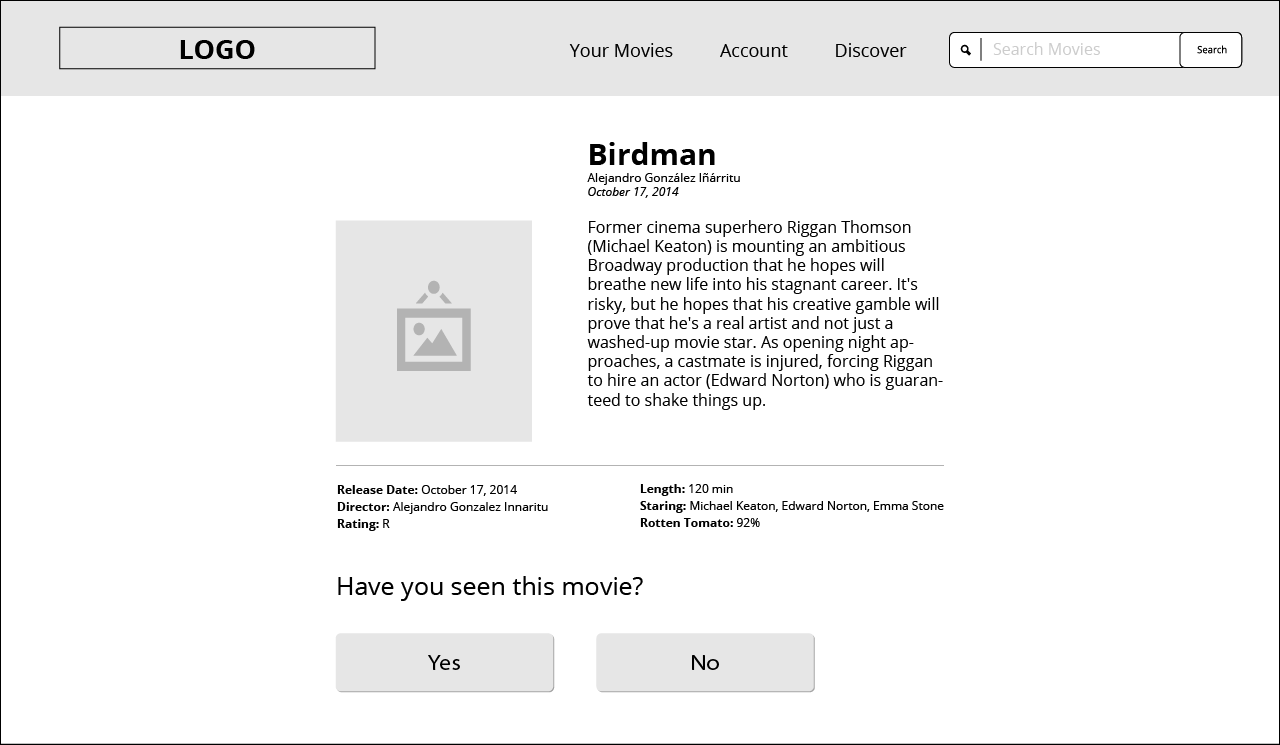 LOGO
Your Movies
Account
Discover
Search Movies
Search
Birdman
Alejandro González Iñárritu
October 17, 2014
Former cinema superhero Riggan Thomson
(Michael Keaton) is mounting an ambitious
Broadway production that he hopes will
breathe new life into his stagnant career. It's
risky, but he hopes that his creative gamble will
prove that he's a real artist and not just a
washed-up movie star. As opening night ap-
proaches, a castmate is injured, forcing Riggan
to hire an actor (Edward Norton) who is guaran-
teed to shake things up.
Release Date: October 17, 2014
Director: Alejandro Gonzalez Innaritu
Rating: R
Length: 120 min
Staring: Michael Keaton, Edward Norton, Emma Stone
Rotten Tomato: 92%
Have you seen this movie?
Yes
No